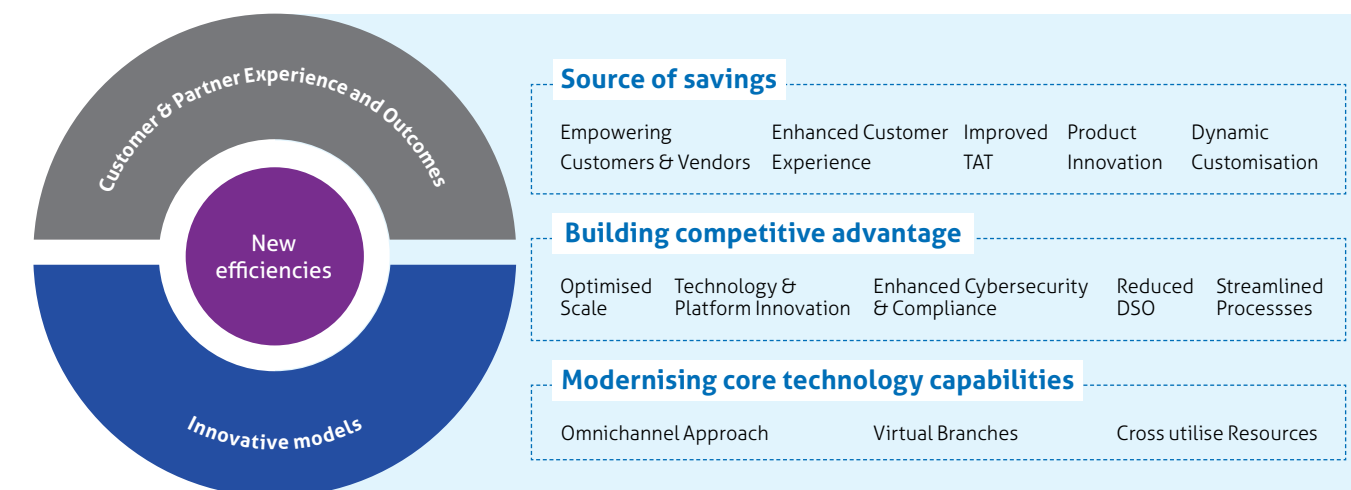 Customer & Partner Experience and Outcomes
New
efficiencies
Innovative models
Source of savings
Empowering
Customers & Vendors
Enhanced Customer
Experience
Improved
TAT
Product
Innovation
Dynamic
Customisation
Building competitive advantage
Optimised
Scale
Technology &
Platform Innovation
Enhanced Cybersecurity
& Compliance
Reduced
DSO
Streamlined
Processses
Modernising core technology capabilities
Omnichannel Approach
Virtual Branches
Cross utilise Resources